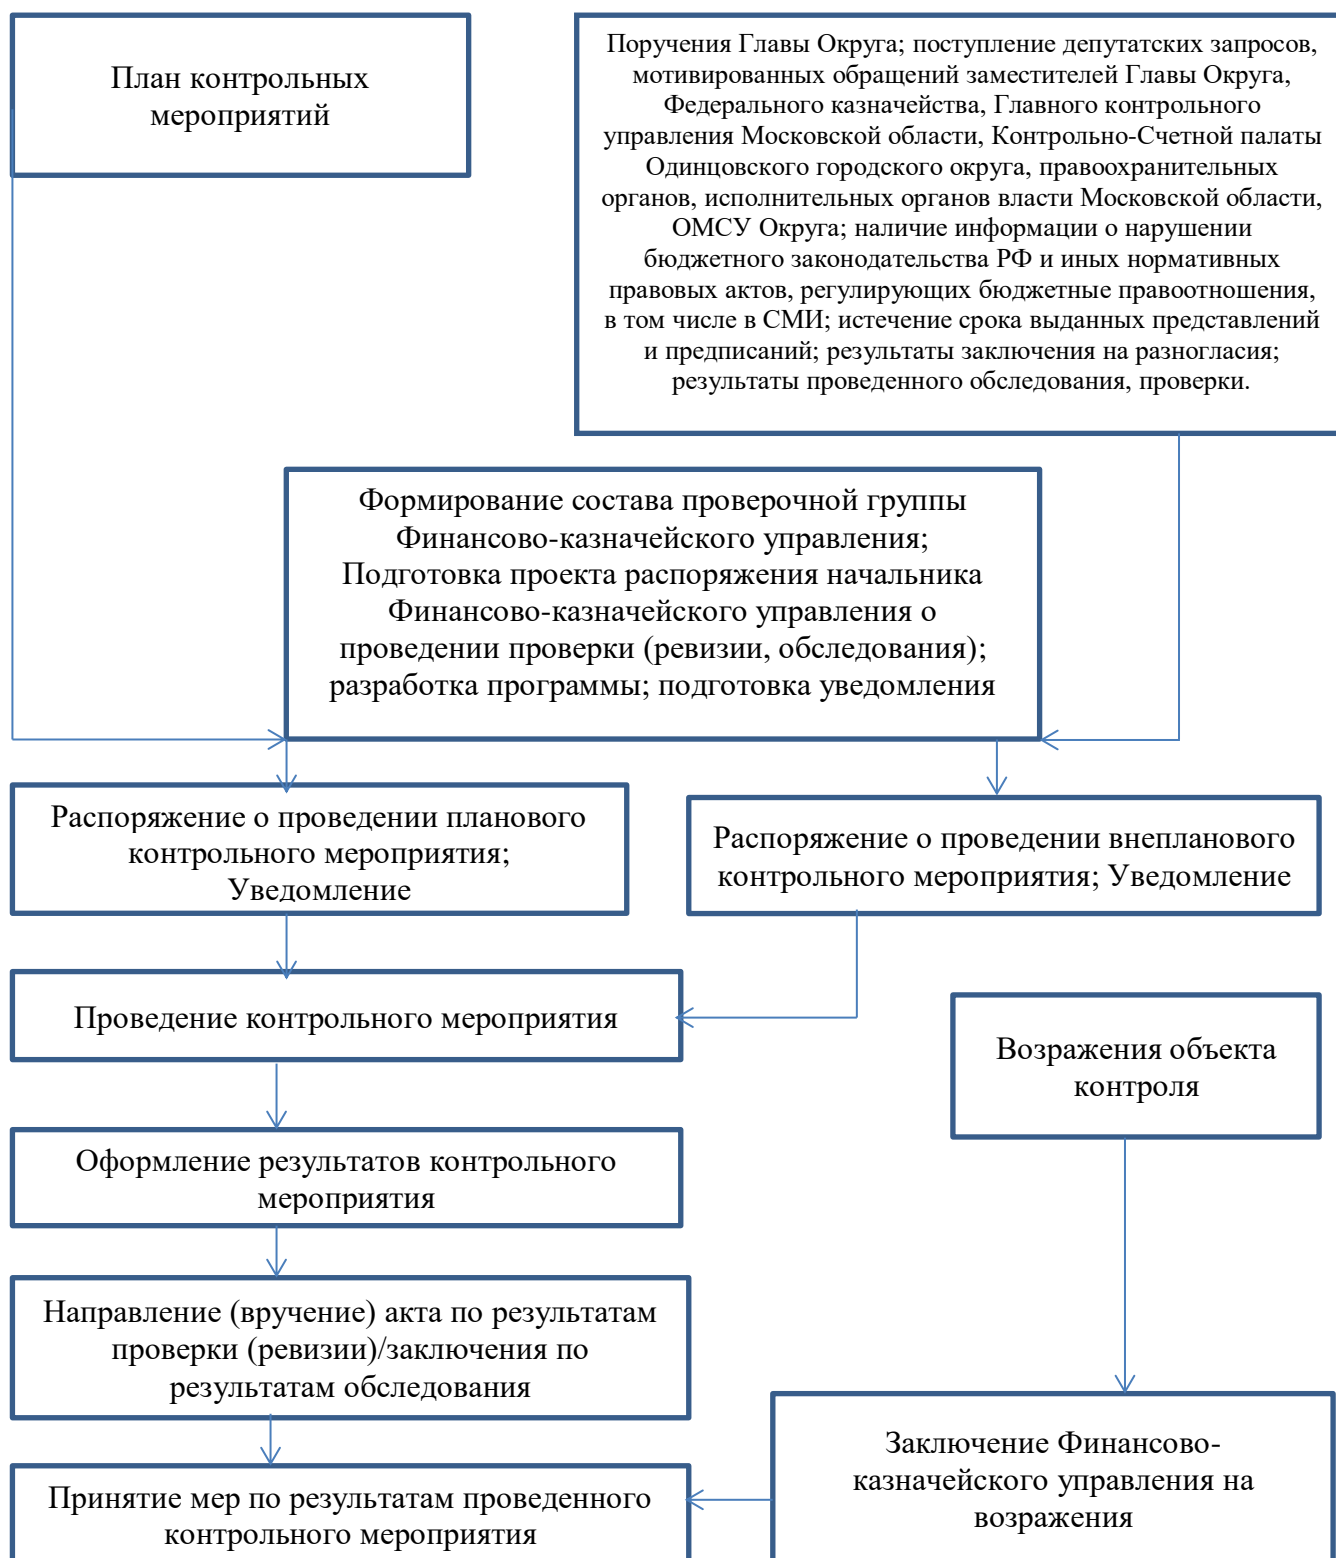 План контрольных
мероприятий
Поручения Главы Округа; поступление депутатских запросов,
мотивированных обращений заместителей Главы Округа,
Федерального казначейства, Главного контрольного
управления Московской области, Контрольно-Счетной палаты
Одинцовского городского округа, правоохранительных
органов, исполнительных органов власти Московской области,
ОМСУ Округа; наличие информации о нарушении
бюджетного законодательства РФ и иных нормативных
правовых актов, регулирующих бюджетные правоотношения,
в том числе в СМИ; истечение срока выданных представлений
и предписаний; результаты заключения на разногласия;
результаты проведенного обследования, проверки.
Формирование состава проверочной группы
Финансово-казначейского управления;
Подготовка проекта распоряжения начальника
Финансово-казначейского управления о
проведении проверки (ревизии, обследования);
разработка программы; подготовка уведомления
Распоряжение о проведении планового
контрольного мероприятия;
Уведомление
Распоряжение о проведении внепланового
контрольного мероприятия; Уведомление
Проведение контрольного мероприятия
Возражения объекта
контроля
Оформление результатов контрольного
мероприятия
Направление (вручение) акта по результатам
проверки (ревизии)/заключения по
результатам обследования
Заключение Финансово-
казначейского управления на
возражения
Принятие мер по результатам проведенного
контрольного мероприятия